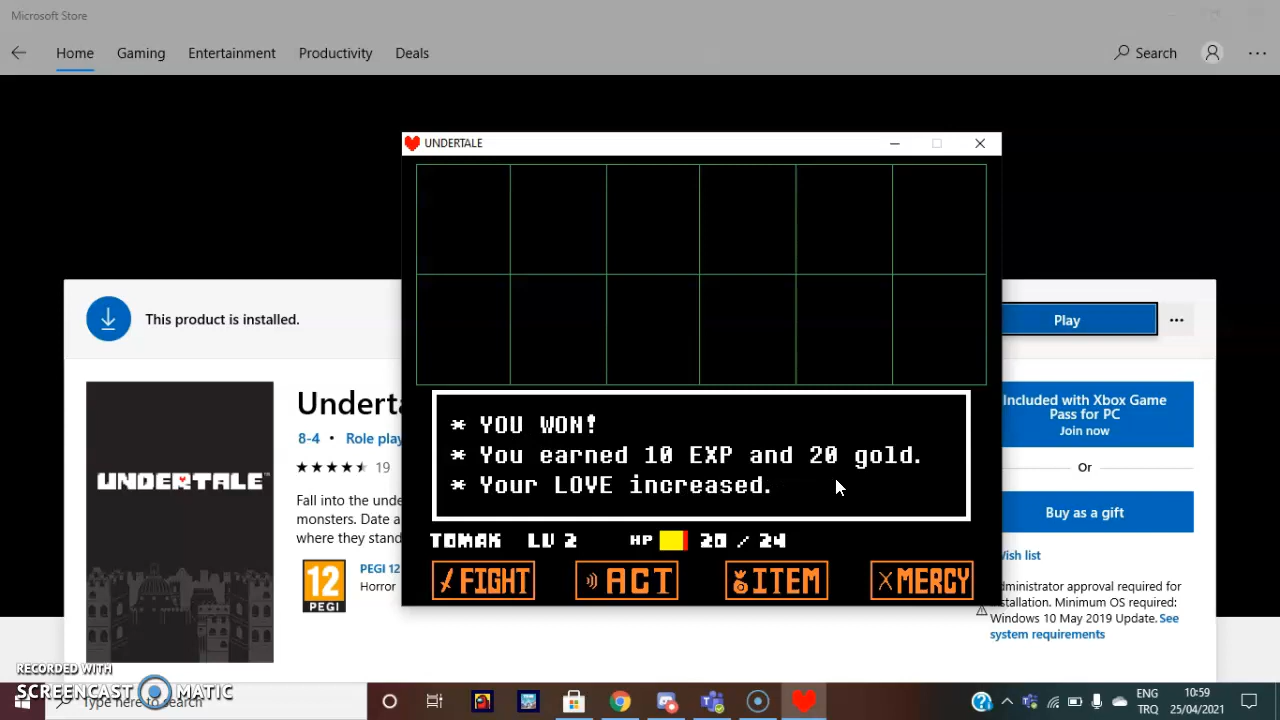 Microsoft Store
Home Gaming Entertainment Productivity Deals Search
UNDERTALE
This product is installed.
Play
UNDERTALE
Undert
8-4 • Role play
19
Fall into the unde
monsters. Date a
where they stand
12
PEGI
PEGI 12
Horror
* YOU WON!
* You earned 10 EXP and 20 gold.
* Your LOVE increased.
TOMAK LV 2 HP 20 / 24
FIGHT ACT ITEM MERCY
Included with Xbox Game
Pass for PC
Join now
Or
Buy as a gift
ish list
dministrator approval required for
stallation. Minimum OS required:
Windows 10 May 2019 Update. See
system requirements
RECORDED WITH
SCREENCAST MATIC
Type here to search
ENG
TRQ
10:59
25/04/2021